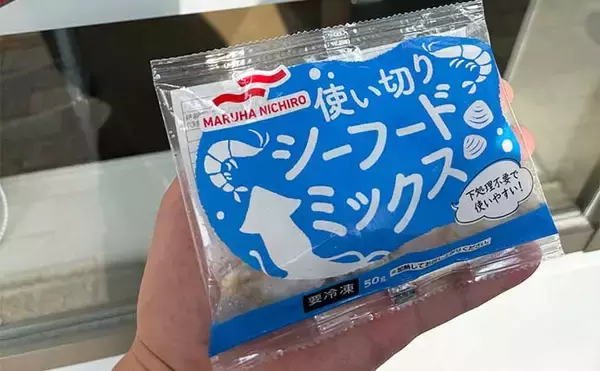 MARUHA NICHIRO
使い切り
シーフード
ミックス
下処理不要で
使いやすい!
要冷凍
50g